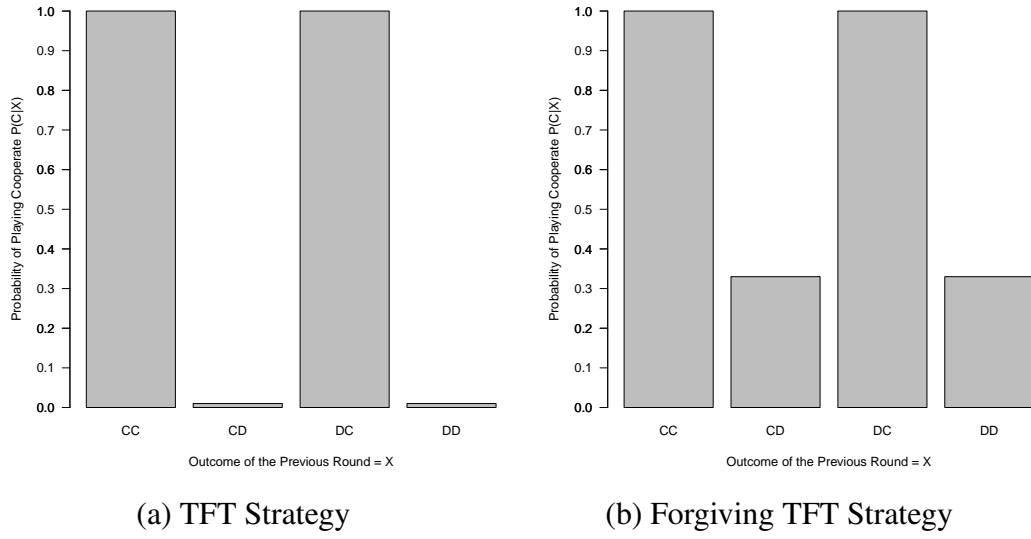 Probability of Playing Cooperate P(C|X)
1.0
0.9
0.8
0.7
0.6
0.5
0.4
0.3
0.2
0.1
0.0
CC CD DC DD
Outcome of the Previous Round = X
(a) TFT Strategy
Probability of Playing Cooperate P(C|X)
1.0
0.9
0.8
0.7
0.6
0.5
0.4
0.3
0.2
0.1
0.0
CC CD DC DD
Outcome of the Previous Round = X
(b) Forgiving TFT Strategy